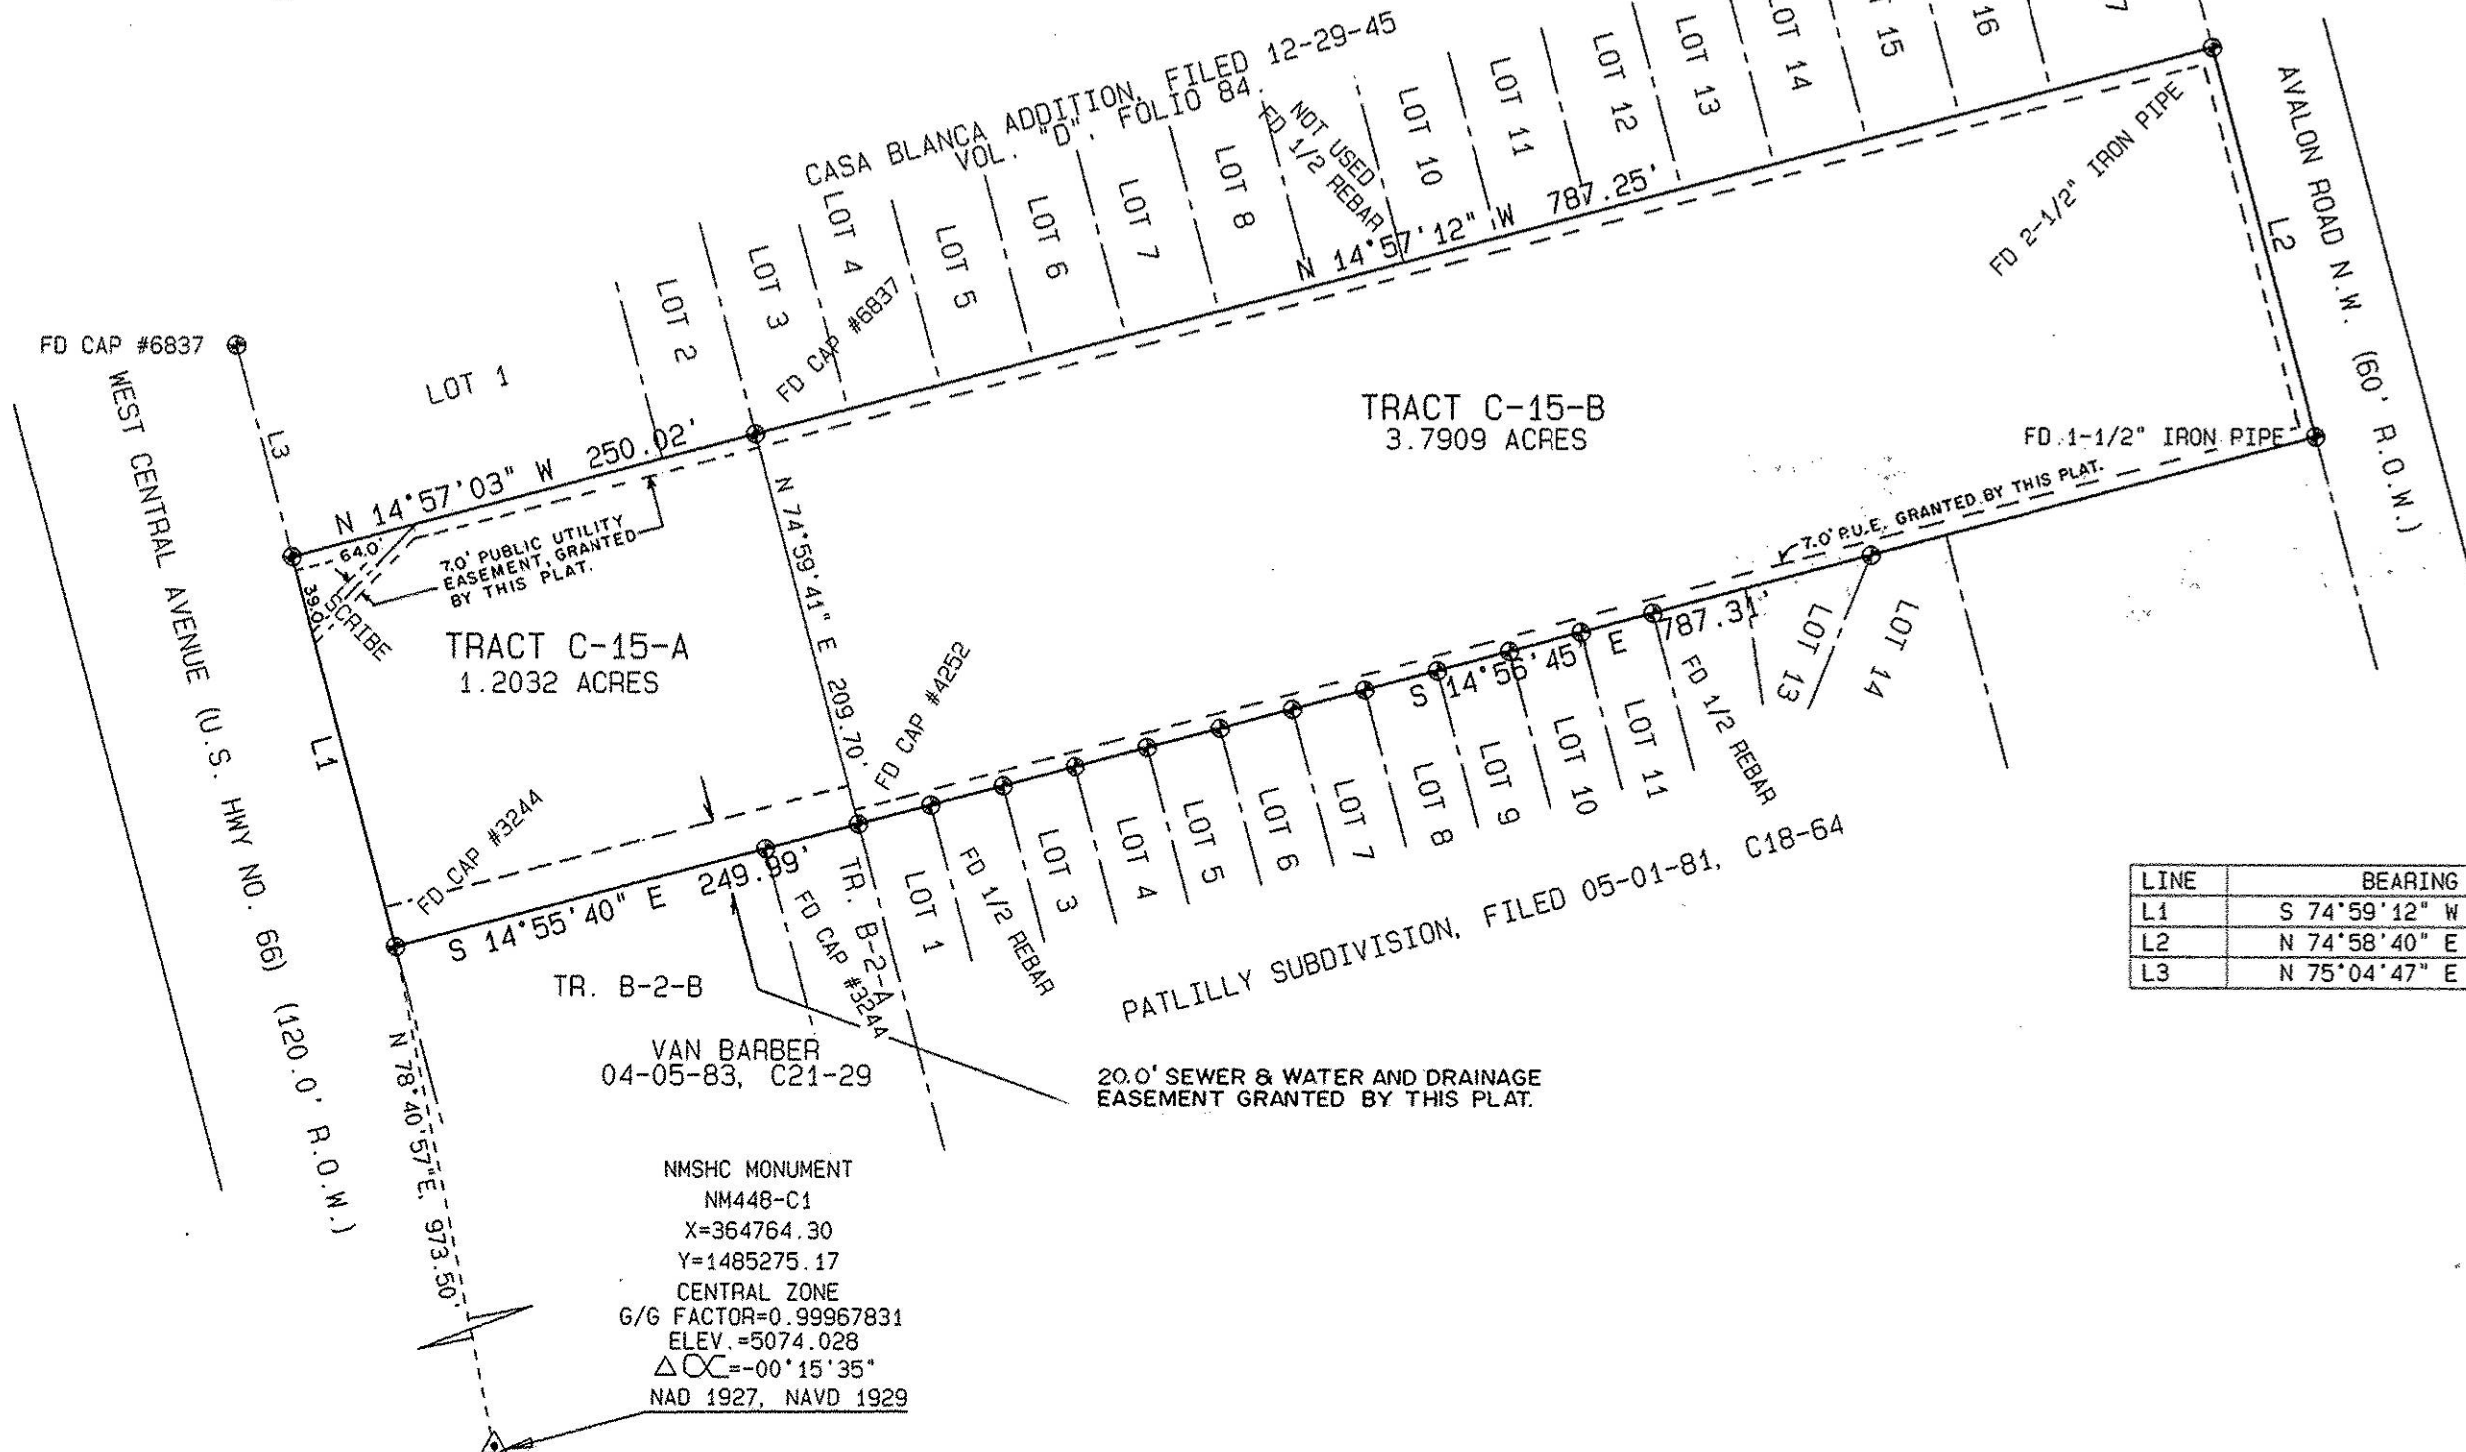 CASA BLANCA ADDITION, FILED 12-29-45
VOL. "D", FOLIO 84.
LOT 1
LOT 2
LOT 3
LOT 4
LOT 5
LOT 6
LOT 7
LOT 8
FD 1/2 REBAR
NOT USED
LOT 10
LOT 11
LOT 12
LOT 13
LOT 14
15
16
7
FD CAP #6837
L3
N 14°57'03" W 250.02'
FD CAP #6837
N 14°57'12" W 787.25'
FD 2-1/2" IRON PIPE
L2
AVALON ROAD N.W. (60' R.O.W.)
WEST CENTRAL AVENUE (U.S. HWY NO. 66) (120.0' R.O.W.)
64.0'
39.0'
SCRIBE
7.0' PUBLIC UTILITY
EASEMENT, GRANTED
BY THIS PLAT.
TRACT C-15-A
1.2032 ACRES
N 74°59'41" E 209.70'
TRACT C-15-B
3.7909 ACRES
FD 1-1/2" IRON PIPE
7.0' P.U.E. GRANTED BY THIS PLAT.
L1
FD CAP #3244
FD CAP #4252
S 14°56'45" E 787.31'
S 14°55'40" E 249.99'
FD CAP #3244
TR. B-2-A
TR. B-2-B
VAN BARBER
04-05-83, C21-29
LOT 1
FD 1/2 REBAR
LOT 3
LOT 4
LOT 5
LOT 6
LOT 7
LOT 8
LOT 9
LOT 10
LOT 11
FD 1/2 REBAR
LOT 13
LOT 14
13
14
PATLILLY SUBDIVISION, FILED 05-01-81, C18-64
20.0' SEWER & WATER AND DRAINAGE
EASEMENT GRANTED BY THIS PLAT.
N 78°40'57"E, 973.50'
NMSHC MONUMENT
NM448-C1
X=364764.30
Y=1485275.17
CENTRAL ZONE
G/G FACTOR=0.99967831
ELEV.=5074.028
Δ∝=-00°15'35"
NAD 1927, NAVD 1929
LINE BEARING
L1 S 74°59'12" W
L2 N 74°58'40" E
L3 N 75°04'47" E